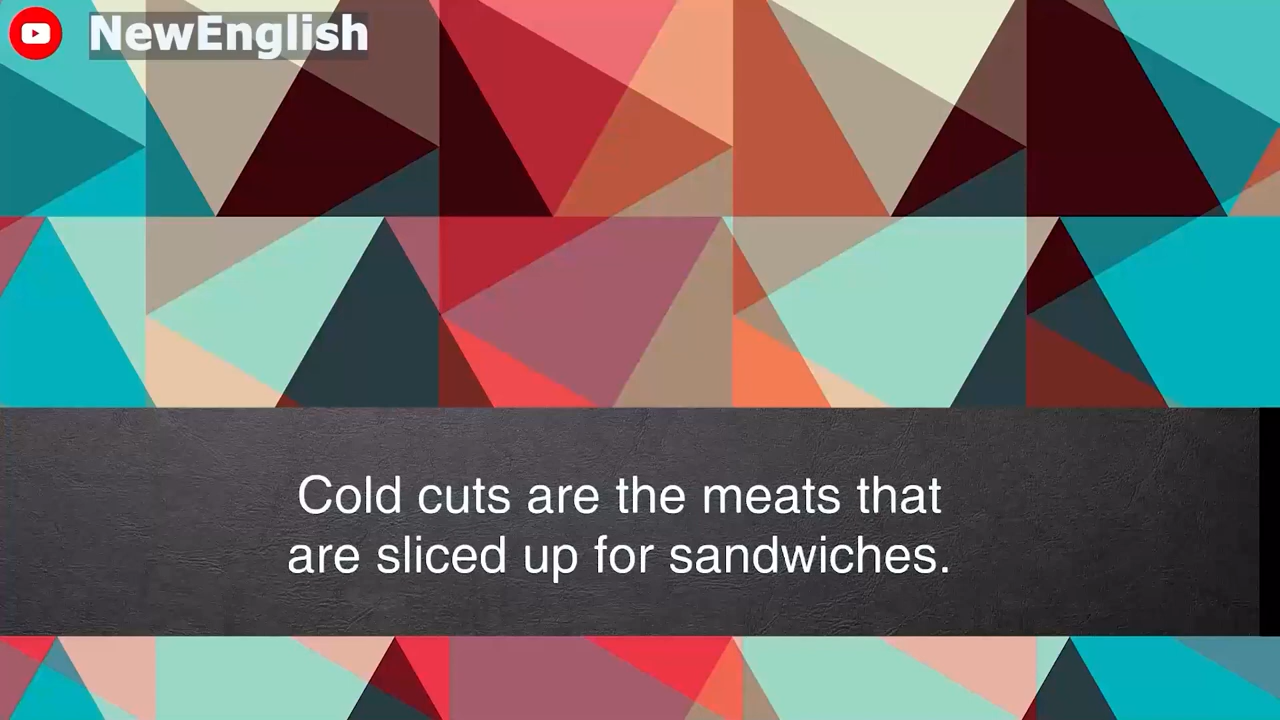 NewEnglish
Cold cuts are the meats that
are sliced up for sandwiches.